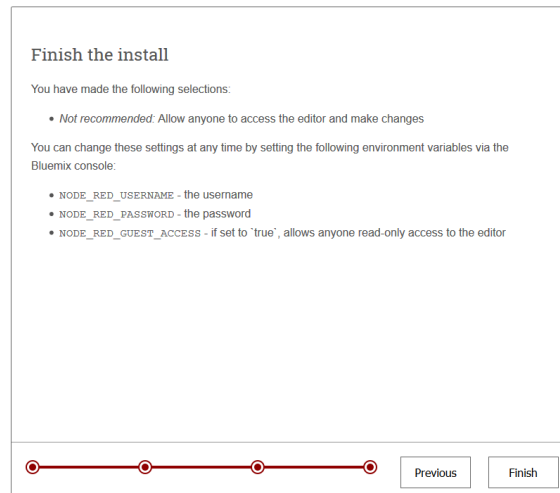 Finish the install
You have made the following selections:
• Not recommended: Allow anyone to access the editor and make changes
You can change these settings at any time by setting the following environment variables via the
Bluemix console:
• NODE_RED_USERNAME - the username
• NODE_RED_PASSWORD - the password
• NODE_RED_GUEST_ACCESS - if set to `true`, allows anyone read-only access to the editor
Previous
Finish